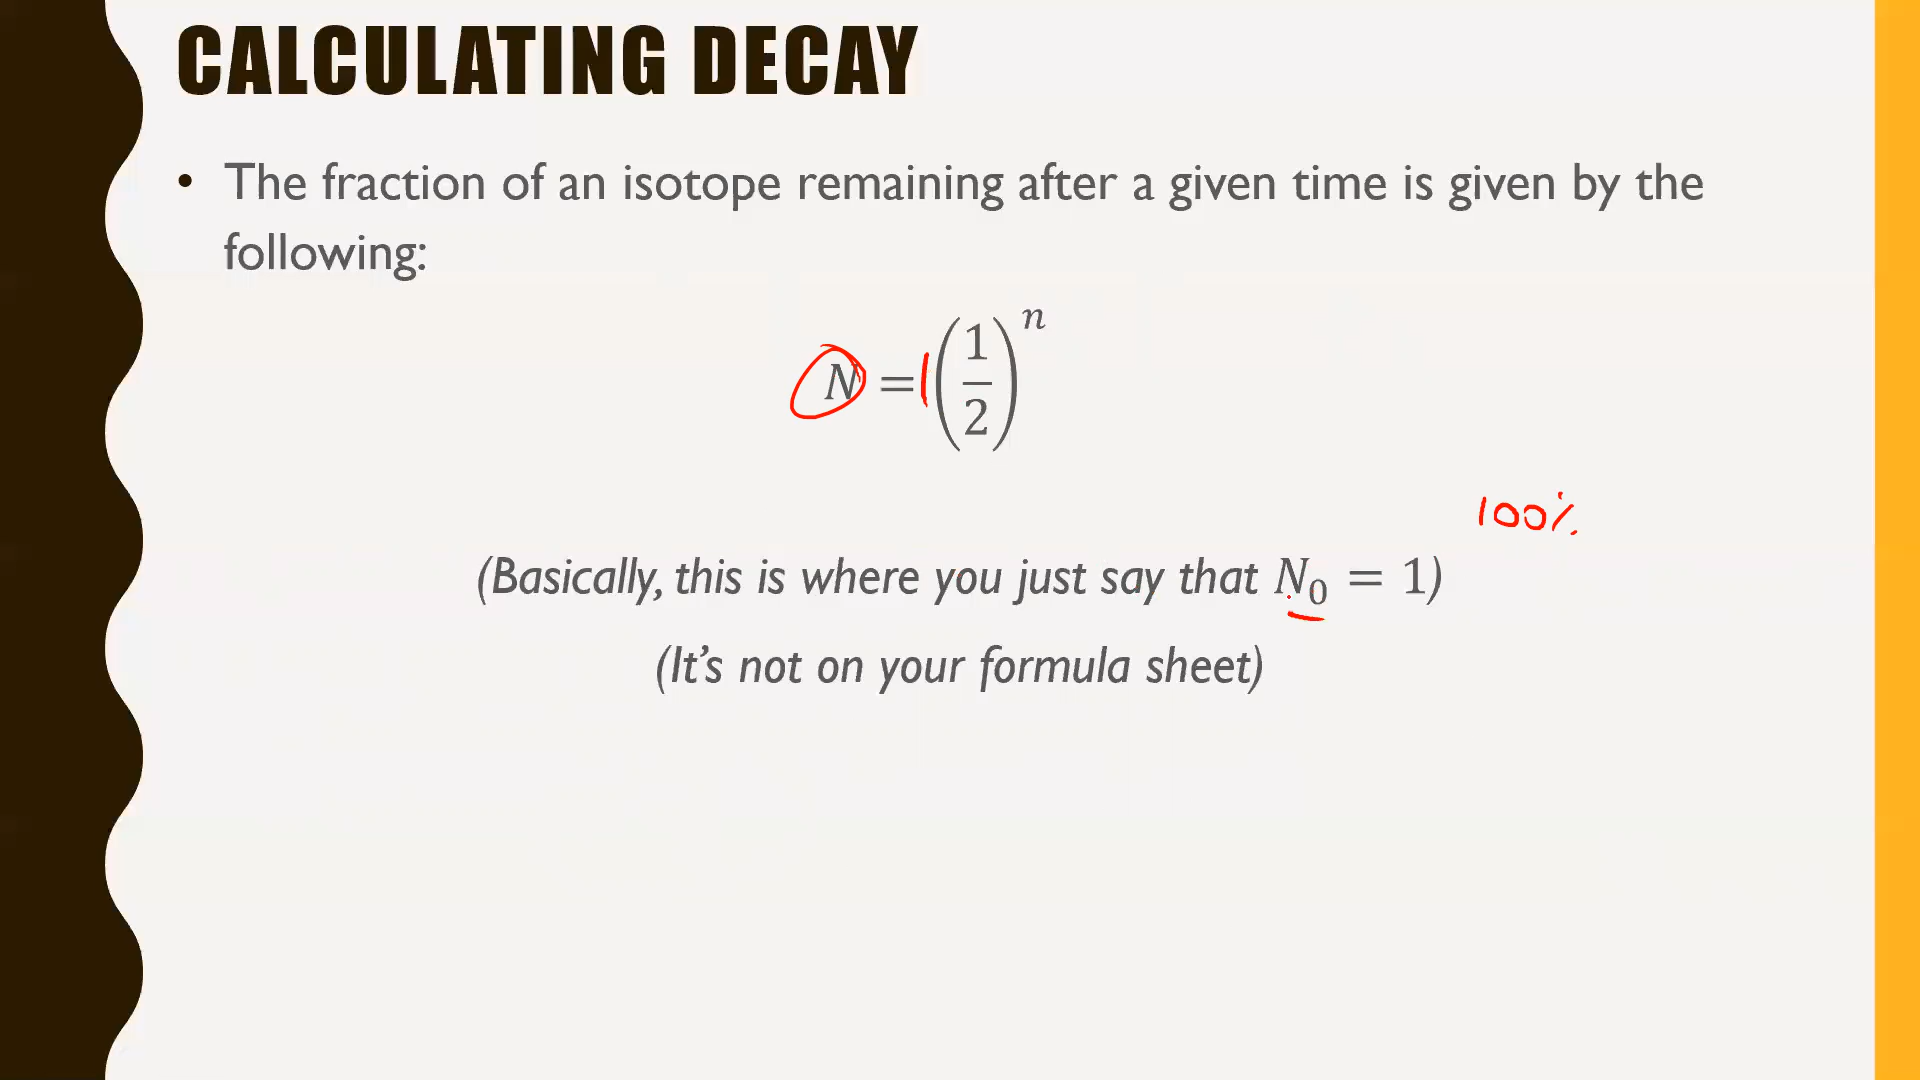 CALCULATING DECAY
• The fraction of an isotope remaining after a given time is given by the
following:
N = 1(1/2)^n
100%
(Basically, this is where you just say that N₀ = 1)
(It's not on your formula sheet)